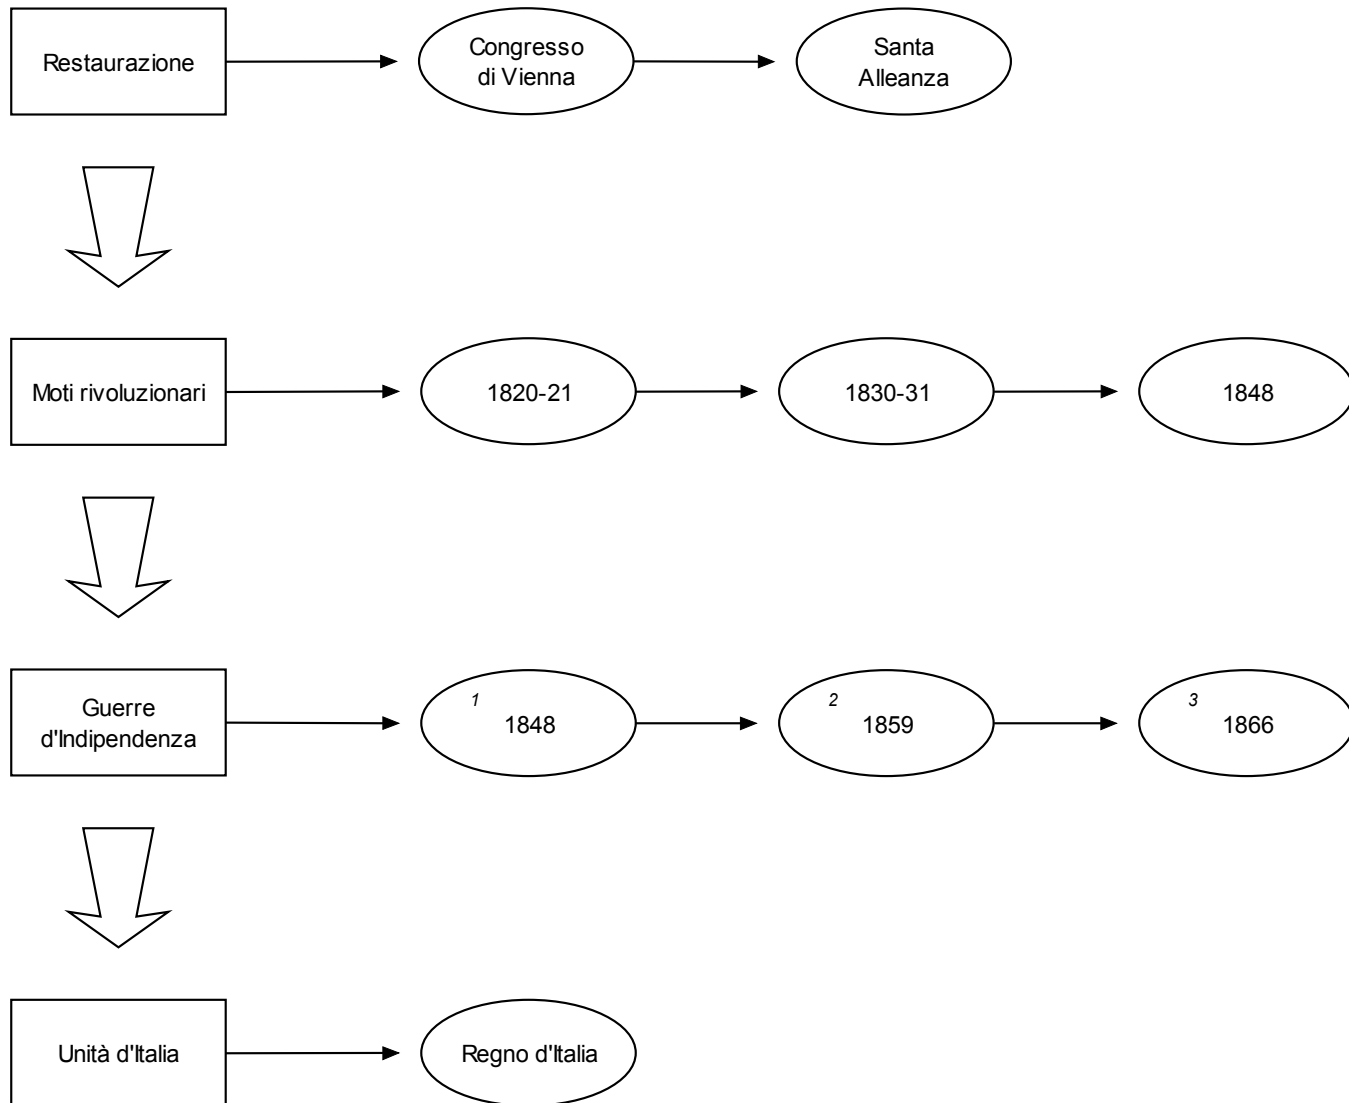 Restaurazione
Congresso
di Vienna
Santa
Alleanza
Moti rivoluzionari
1820-21
1830-31
1848
Guerre
d'Indipendenza
1
1848
2
1859
3
1866
Unità d'Italia
Regno d'Italia